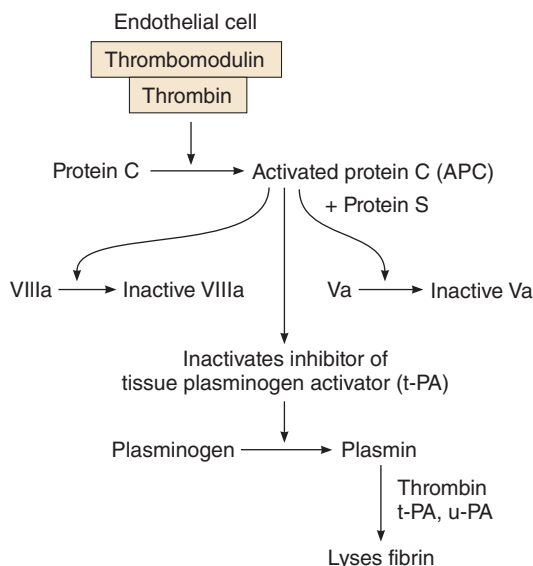 Endothelial cell
Thrombomodulin
Thrombin
Protein C
Activated protein C (APC)
+ Protein S
VIIIa
Inactive VIIIa
Va
Inactive Va
Inactivates inhibitor of
tissue plasminogen activator (t-PA)
Plasminogen
Plasmin
Thrombin
t-PA, u-PA
Lyses fibrin